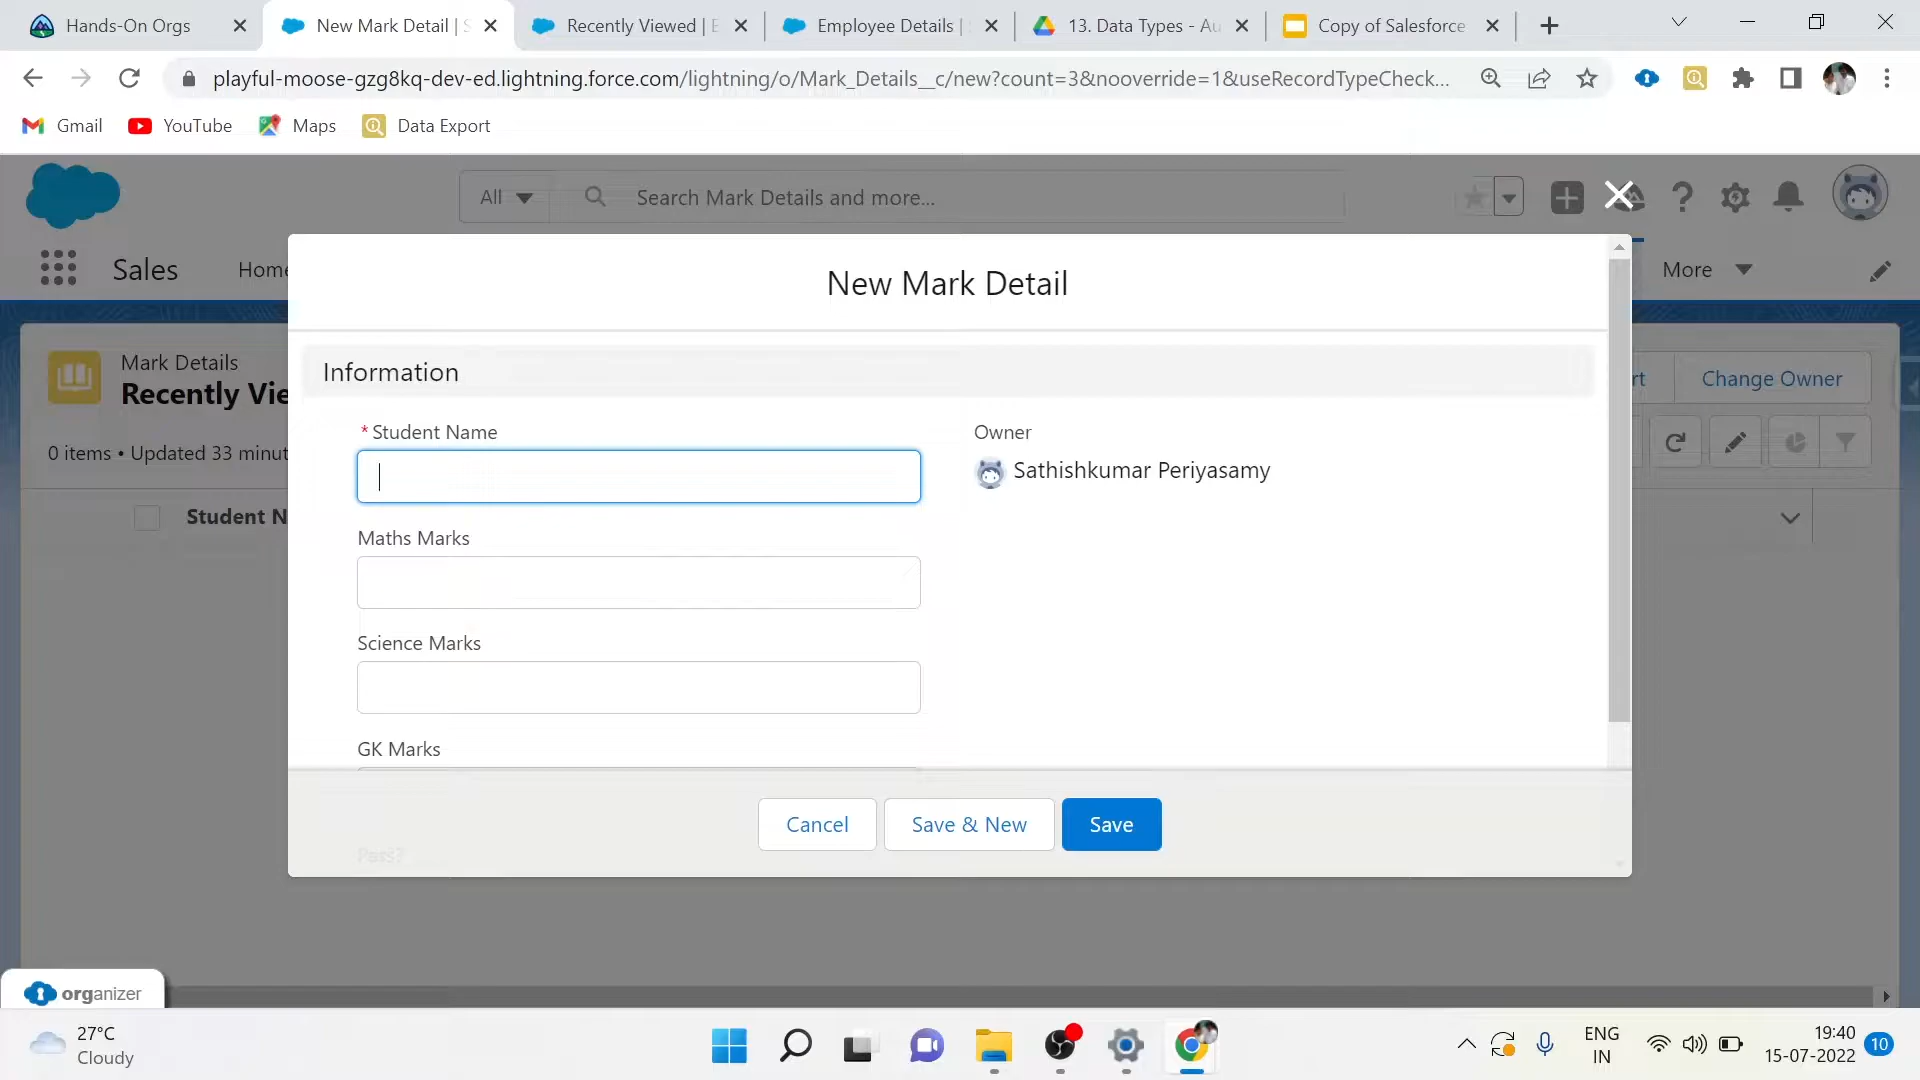 Hands-On Orgs
New Mark Detail | S
Recently Viewed | E
Employee Details |
13. Data Types - Au
Copy of Salesforce
playful-moose-gzg8kq-dev-ed.lightning.force.com/lightning/o/Mark_Details__c/new?count=3&nooverride=1&useRecordTypeCheck...
Gmail
YouTube
Maps
Data Export
All
Search Mark Details and more...
Sales
Home
More
New Mark Detail
Mark Details
Recently Vie
rt
Change Owner
Information
0 items • Updated 33 minut
*Student Name
Owner
Sathishkumar Periyasamy
Student N
Maths Marks
Science Marks
GK Marks
Cancel
Save & New
Save
Pass?
organizer
27°C
Cloudy
ENG
IN
19:40
15-07-2022
10